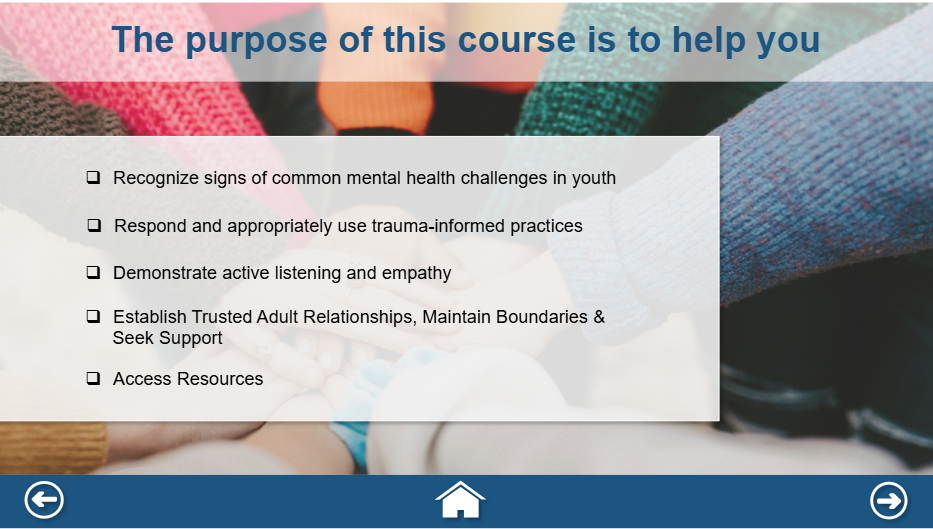 The purpose of this course is to help you
Recognize signs of common mental health challenges in youth
Respond and appropriately use trauma-informed practices
Demonstrate active listening and empathy
Establish Trusted Adult Relationships, Maintain Boundaries &
Seek Support
Access Resources